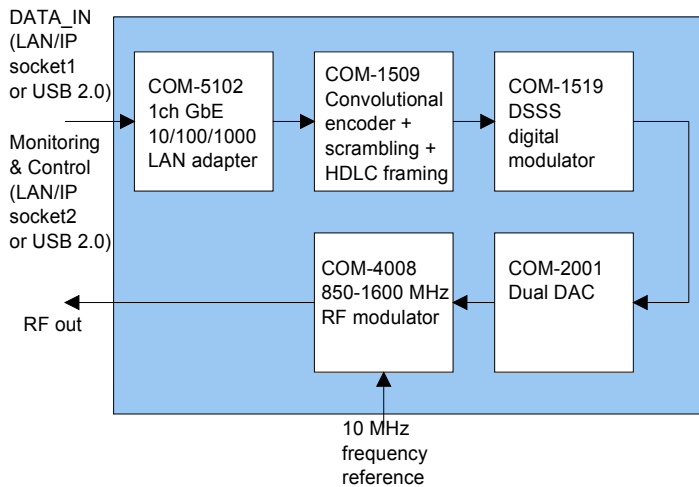 DATA_IN
(LAN/IP
socket1
or USB 2.0)
Monitoring
& Control
(LAN/IP
socket2
or USB 2.0)
COM-5102
1ch GbE
10/100/1000
LAN adapter
COM-1509
Convolutional
encoder +
scrambling +
HDLC framing
COM-1519
DSSS
digital
modulator
COM-4008
850-1600 MHz
RF modulator
COM-2001
Dual DAC
RF out
10 MHz
frequency
reference